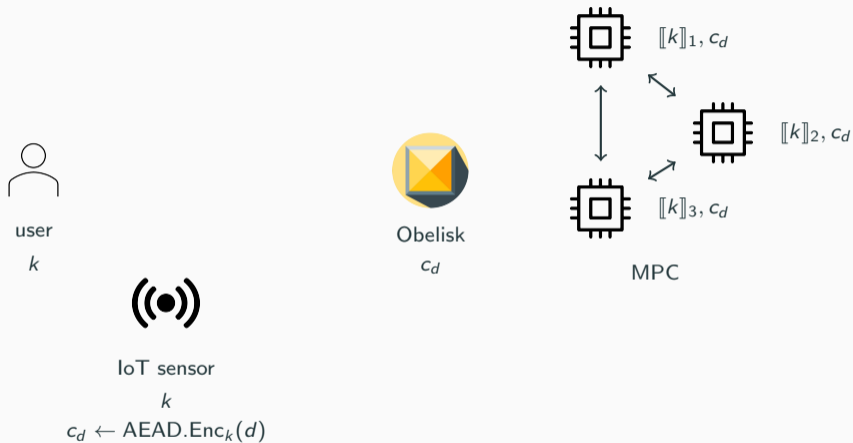 ⟦k⟧₁, c_d
⟦k⟧₂, c_d
⟦k⟧₃, c_d
MPC
Obelisk
c_d
user
k
IoT sensor
k
c_d ← AEAD.Enc_k(d)